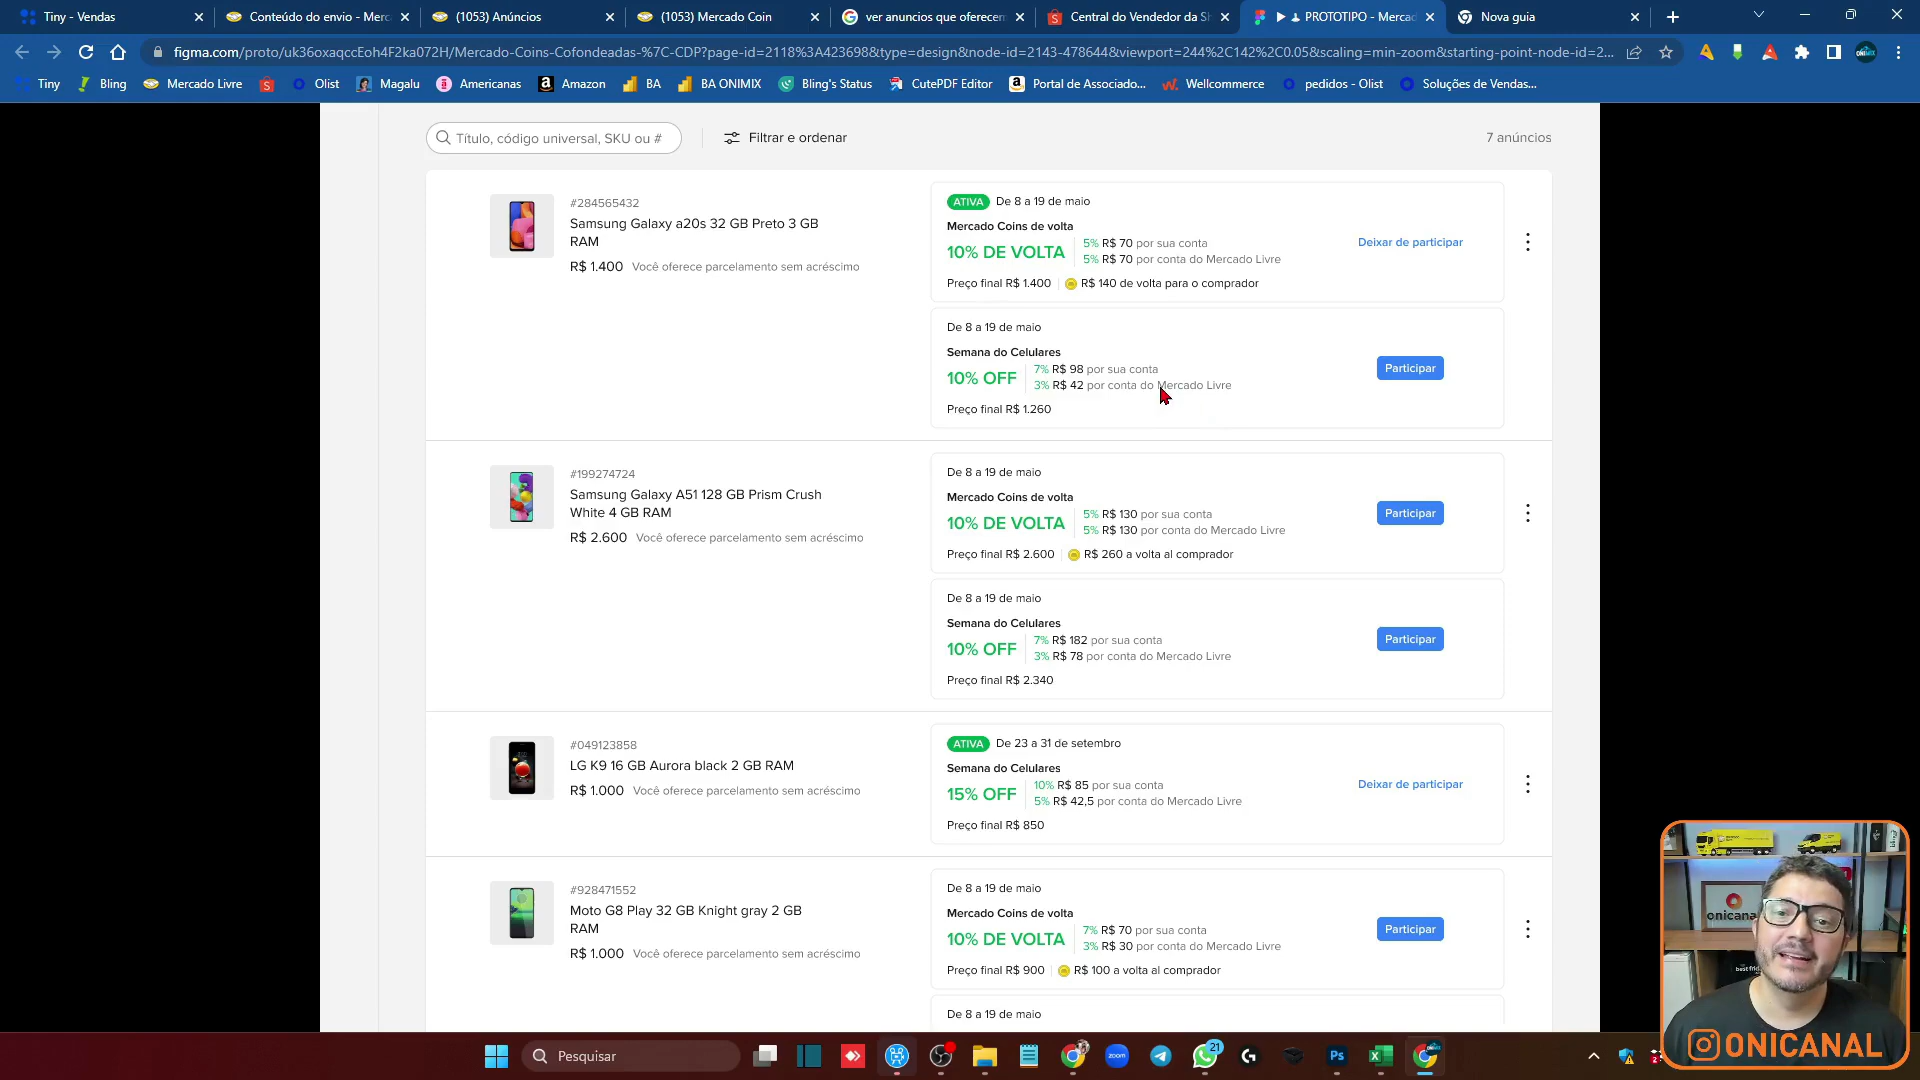 Tiny - Vendas
Conteúdo do envio - Merc
(1053) Anúncios
(1053) Mercado Coin
ver anuncios que oferecem
Central do Vendedor da Sh
PROTOTIPO - Mercad
Nova guia
figma.com/proto/uk36oxaqccEoh4F2ka072H/Mercado-Coins-Cofondeadas-%7C-CDP?page-id=2118%3A423698&type=design&node-id=2143-478644&viewport=244%2C142%2C0.05&scaling=min-zoom&starting-point-node-id=2...
Tiny
Bling
Mercado Livre
Olist
Magalu
Americanas
Amazon
BA
BA ONIMIX
Bling's Status
CutePDF Editor
Portal de Associado...
Wellcommerce
pedidos - Olist
Soluções de Vendas...
Título, código universal, SKU ou #
Filtrar e ordenar
7 anúncios
#284565432
Samsung Galaxy a20s 32 GB Preto 3 GB
RAM
R$ 1.400 Você oferece parcelamento sem acréscimo
ATIVA De 8 a 19 de maio
Mercado Coins de volta
10% DE VOLTA
5% R$ 70 por sua conta
5% R$ 70 por conta do Mercado Livre
Preço final R$ 1.400 R$ 140 de volta para o comprador
Deixar de participar
De 8 a 19 de maio
Semana do Celulares
10% OFF
7% R$ 98 por sua conta
3% R$ 42 por conta do Mercado Livre
Preço final R$ 1.260
Participar
#199274724
Samsung Galaxy A51 128 GB Prism Crush
White 4 GB RAM
R$ 2.600 Você oferece parcelamento sem acréscimo
De 8 a 19 de maio
Mercado Coins de volta
10% DE VOLTA
5% R$ 130 por sua conta
5% R$ 130 por conta do Mercado Livre
Preço final R$ 2.600 R$ 260 a volta al comprador
Participar
De 8 a 19 de maio
Semana do Celulares
10% OFF
7% R$ 182 por sua conta
3% R$ 78 por conta do Mercado Livre
Preço final R$ 2.340
Participar
#049123858
LG K9 16 GB Aurora black 2 GB RAM
R$ 1.000 Você oferece parcelamento sem acréscimo
ATIVA De 23 a 31 de setembro
Semana do Celulares
15% OFF
10% R$ 85 por sua conta
5% R$ 42,5 por conta do Mercado Livre
Preço final R$ 850
Deixar de participar
#928471552
Moto G8 Play 32 GB Knight gray 2 GB
RAM
R$ 1.000 Você oferece parcelamento sem acréscimo
De 8 a 19 de maio
Mercado Coins de volta
10% DE VOLTA
7% R$ 70 por sua conta
3% R$ 30 por conta do Mercado Livre
Preço final R$ 900 R$ 100 a volta al comprador
Participar
De 8 a 19 de maio
onicana
ONICANAL
Pesquisar
zoom
21
Ps